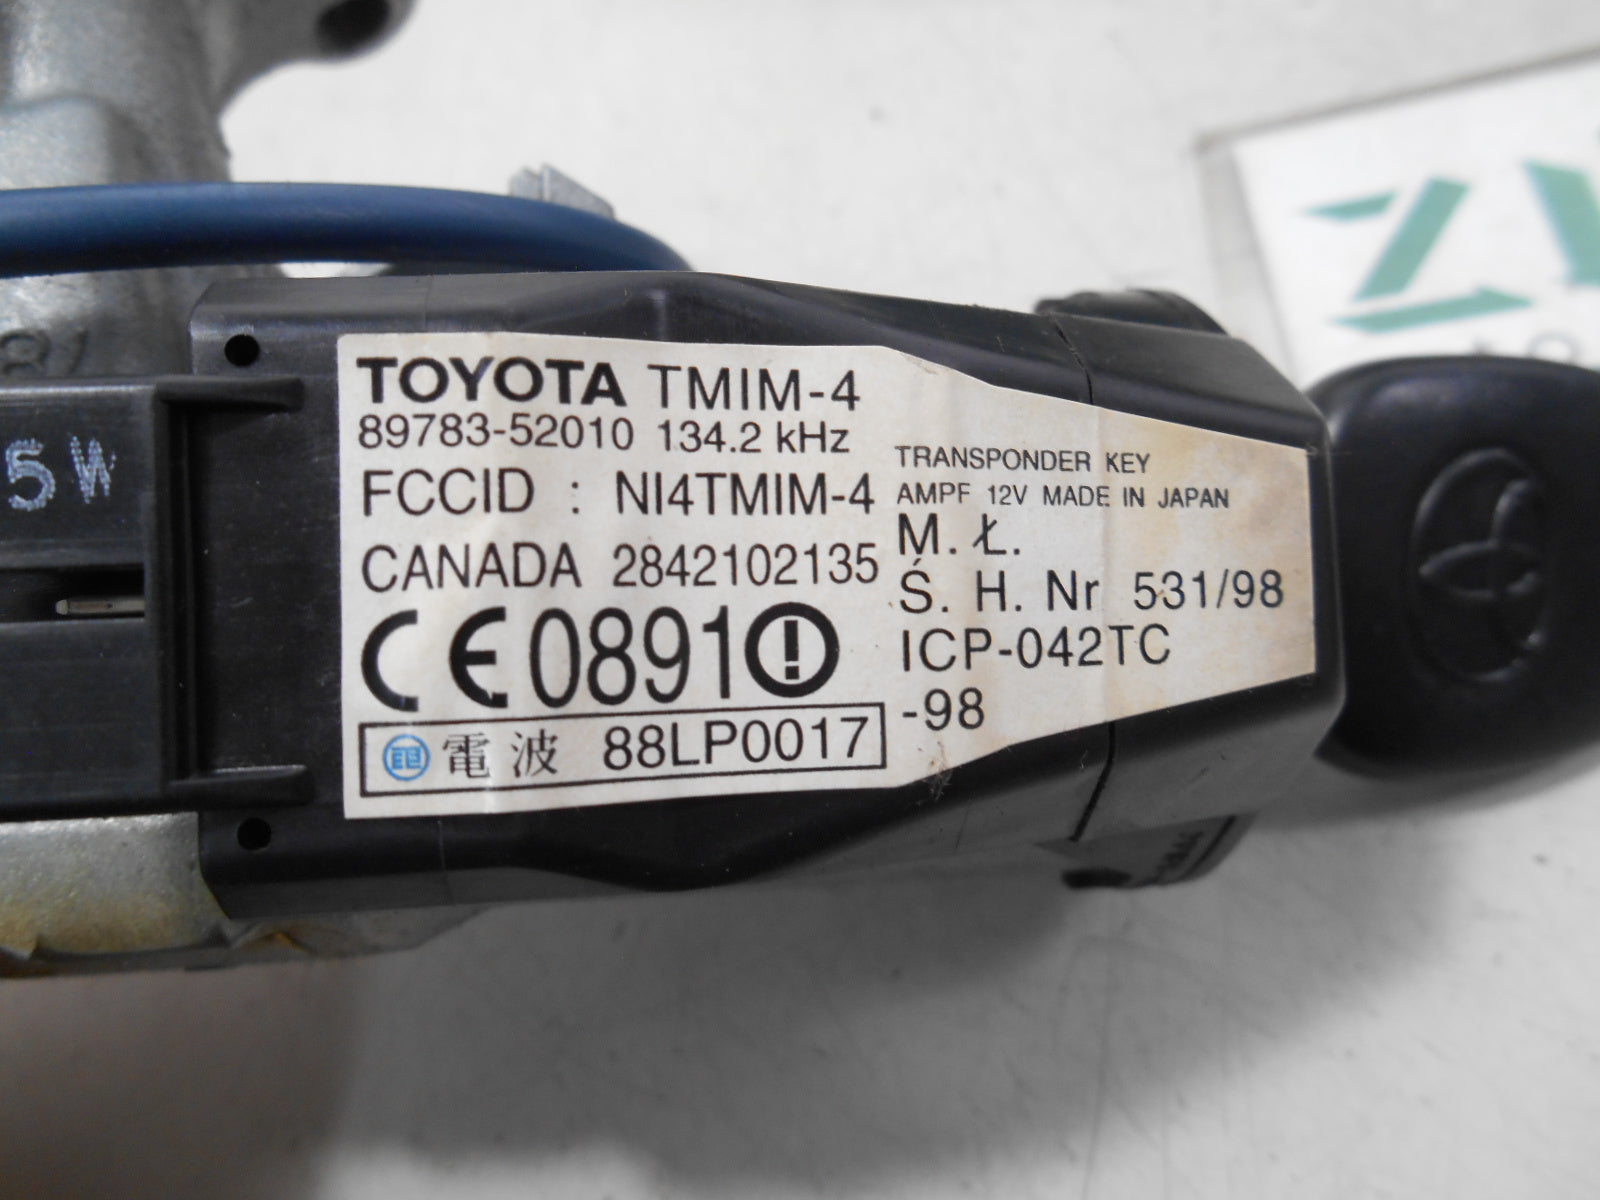 TOYOTA TMIM-4
89783-52010 134.2 kHz
FCCID : NI4TMIM-4
CANADA 2842102135
CE0891
電波 88LP0017
TRANSPONDER KEY
AMPF 12V MADE IN JAPAN
M. Ł.
Ś. H. Nr 531/98
ICP-042TC
-98
5W